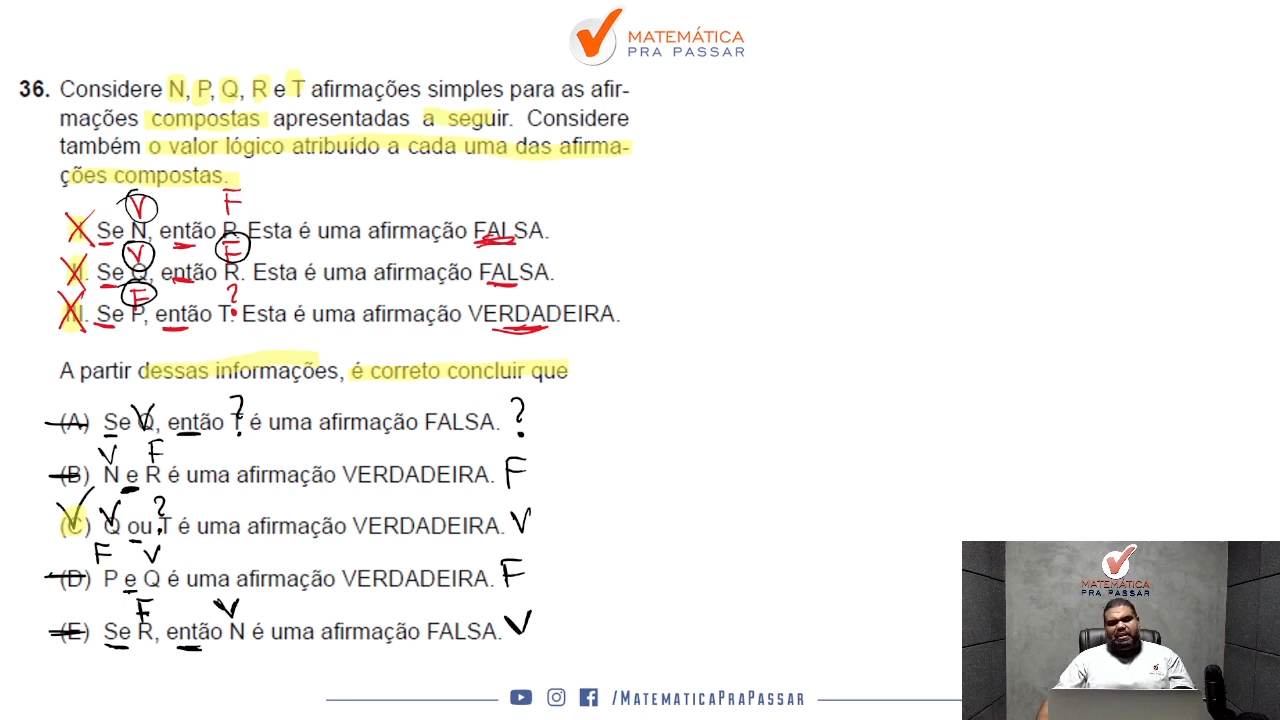 MATEMÁTICA
PRA PASSAR
36. Considere N, P, Q, R e T afirmações simples para as afir-
mações compostas apresentadas a seguir. Considere
também o valor lógico atribuído a cada uma das afirma-
ções compostas.
V F
I. Se N, então P. Esta é uma afirmação FALSA.
V F
II. Se Q, então R. Esta é uma afirmação FALSA.
F ?
III. Se P, então T. Esta é uma afirmação VERDADEIRA.
A partir dessas informações, é correto concluir que
V ?
(A) Se Q, então T é uma afirmação FALSA. ?
V F
(B) N e R é uma afirmação VERDADEIRA. F
V ?
(C) Q ou T é uma afirmação VERDADEIRA. V
F V
(D) P e Q é uma afirmação VERDADEIRA. F
F V
(E) Se R, então N é uma afirmação FALSA. V
MATEMÁTICA
PRA PASSAR
/MATEMATICAPRAPASSAR